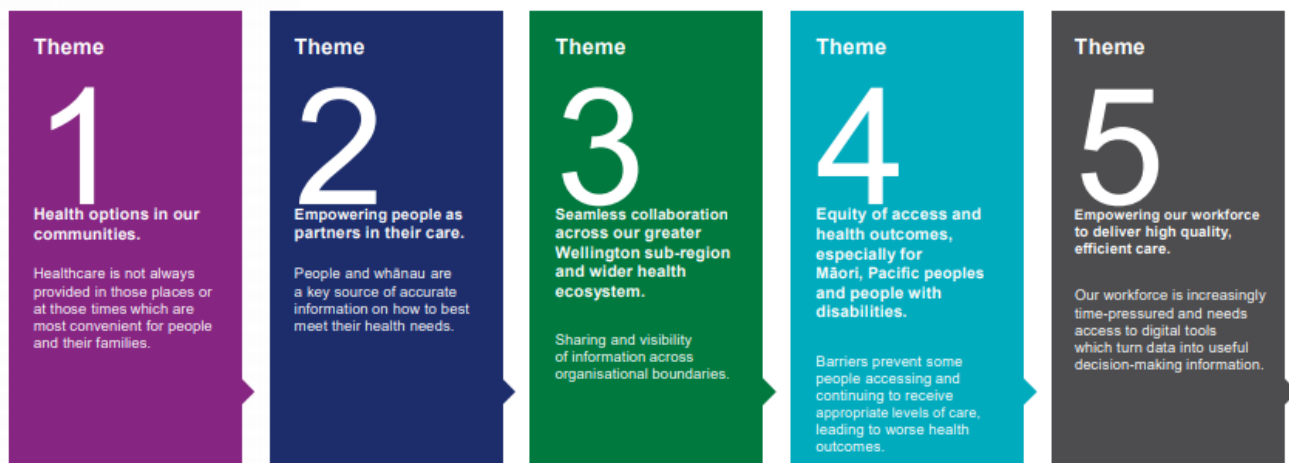 Theme
1
Health options in our
communities.
Healthcare is not always
provided in those places or
at those times which are
most convenient for people
and their families.
Theme
2
Empowering people as
partners in their care.
People and whānau are
a key source of accurate
information on how to best
meet their health needs.
Theme
3
Seamless collaboration
across our greater
Wellington sub-region
and wider health
ecosystem.
Sharing and visibility
of information across
organisational boundaries.
Theme
4
Equity of access and
health outcomes,
especially for
Māori, Pacific peoples
and people with
disabilities.
Barriers prevent some
people accessing and
continuing to receive
appropriate levels of care,
leading to worse health
outcomes.
Theme
5
Empowering our workforce
to deliver high quality,
efficient care.
Our workforce is increasingly
time-pressured and needs
access to digital tools
which turn data into useful
decision-making information.